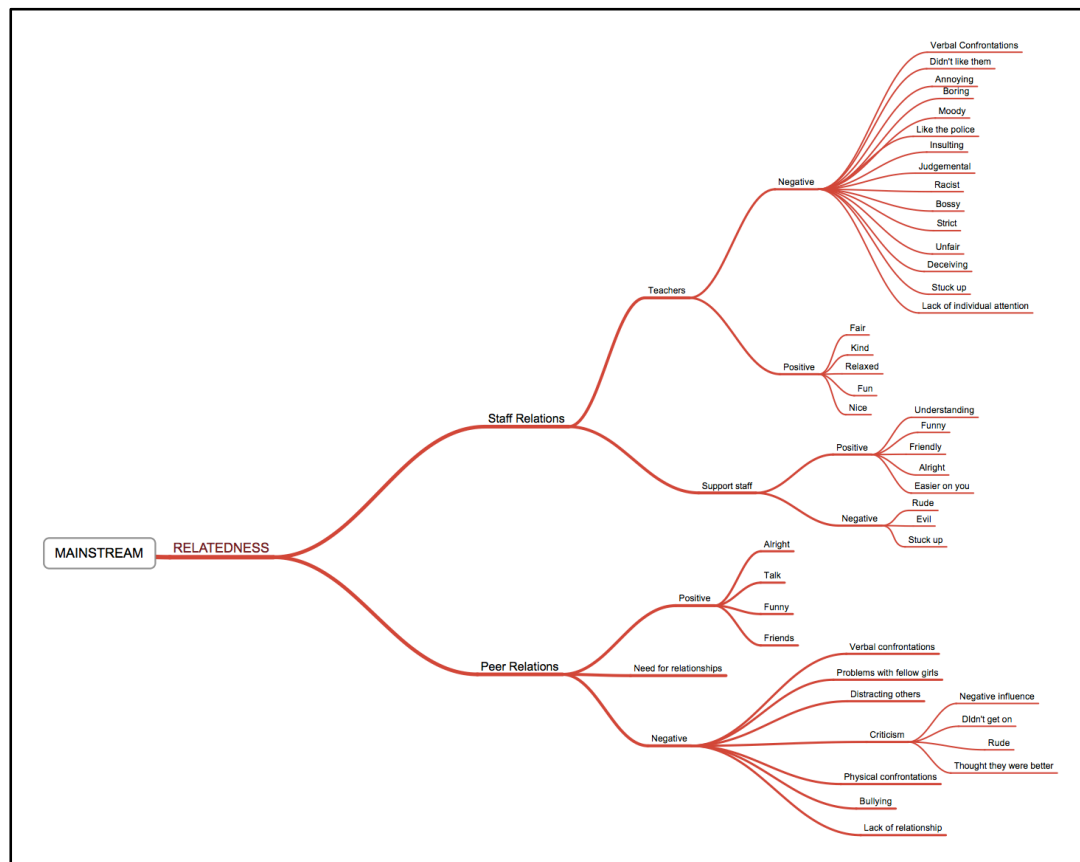 MAINSTREAM
RELATEDNESS
Staff Relations
Teachers
Negative
Verbal Confrontations
Didn't like them
Annoying
Boring
Moody
Like the police
Insulting
Judgemental
Racist
Bossy
Strict
Unfair
Deceiving
Stuck up
Lack of individual attention
Positive
Fair
Kind
Relaxed
Fun
Nice
Support staff
Positive
Understanding
Funny
Friendly
Alright
Easier on you
Negative
Rude
Evil
Stuck up
Peer Relations
Positive
Alright
Talk
Funny
Friends
Need for relationships
Negative
Verbal confrontations
Problems with fellow girls
Distracting others
Criticism
Negative influence
DIdn't get on
Rude
Thought they were better
Physical confrontations
Bullying
Lack of relationship